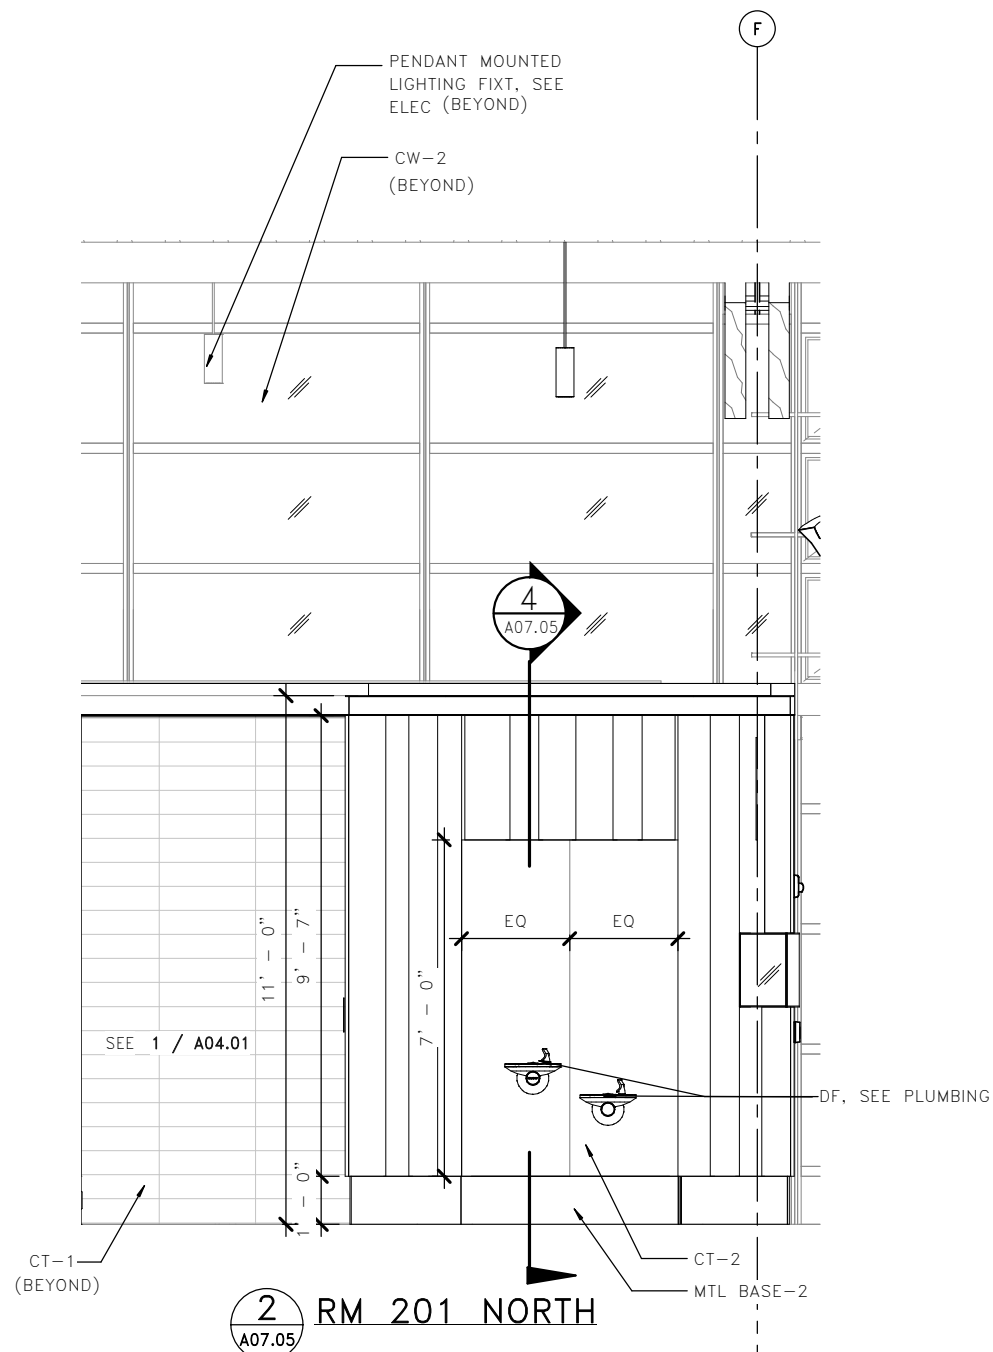 F
PENDANT MOUNTED
LIGHTING FIXT, SEE
ELEC (BEYOND)
CW-2
(BEYOND)
4
A07.05
11' - 0"
9' - 7"
7' - 0"
EQ
EQ
SEE 1 / A04.01
DF, SEE PLUMBING
1' - 0"
CT-1
(BEYOND)
CT-2
MTL BASE-2
2
A07.05
RM 201 NORTH